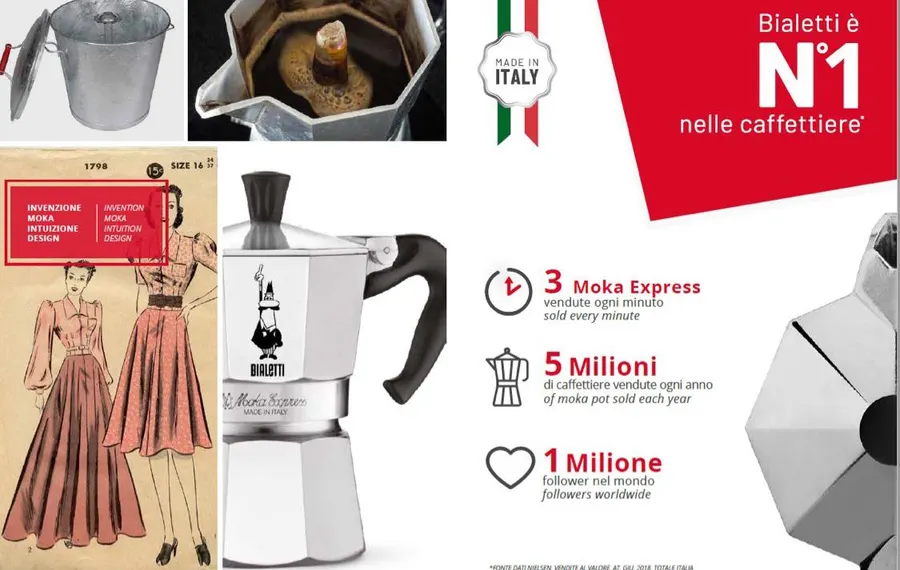 1798
15¢
SIZE 16
34
37
INVENZIONE
MOKA
INTUIZIONE
DESIGN
INVENTION
MOKA
INTUITION
DESIGN
2
BIALETTI
Moka Express
MADE IN ITALY
MADE IN
ITALY
Bialetti è
N°1
nelle caffettiere*
3 Moka Express
vendute ogni minuto
sold every minute
5 Milioni
di caffettiere vendute ogni anno
of moka pot sold each year
1 Milione
follower nel mondo
followers worldwide
*FONTE DATI NIELSEN, VENDITE AL VALORE, AT, GIU, 2018, TOTALE ITALIA